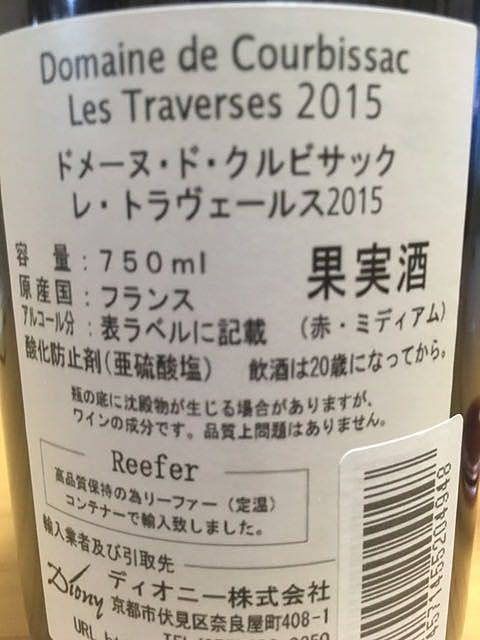 Domaine de Courbissac
Les Traverses 2015
ドメーヌ・ド・クルビサック
レ・トラヴェールス2015
容 量：750ml
果実酒
原産国：フランス
アルコール分：表ラベルに記載 （赤・ミディアム）
酸化防止剤（亜硫酸塩） 飲酒は20歳になってから。
瓶の底に沈殿物が生じる場合がありますが、
ワインの成分です。品質上問題はありません。
Reefer
高品質保持の為リーファー（定温）
コンテナーで輸入致しました。
輸入業者及び引取先
Diony ディオニー株式会社
京都市伏見区奈良屋町408-1
URL
TEL